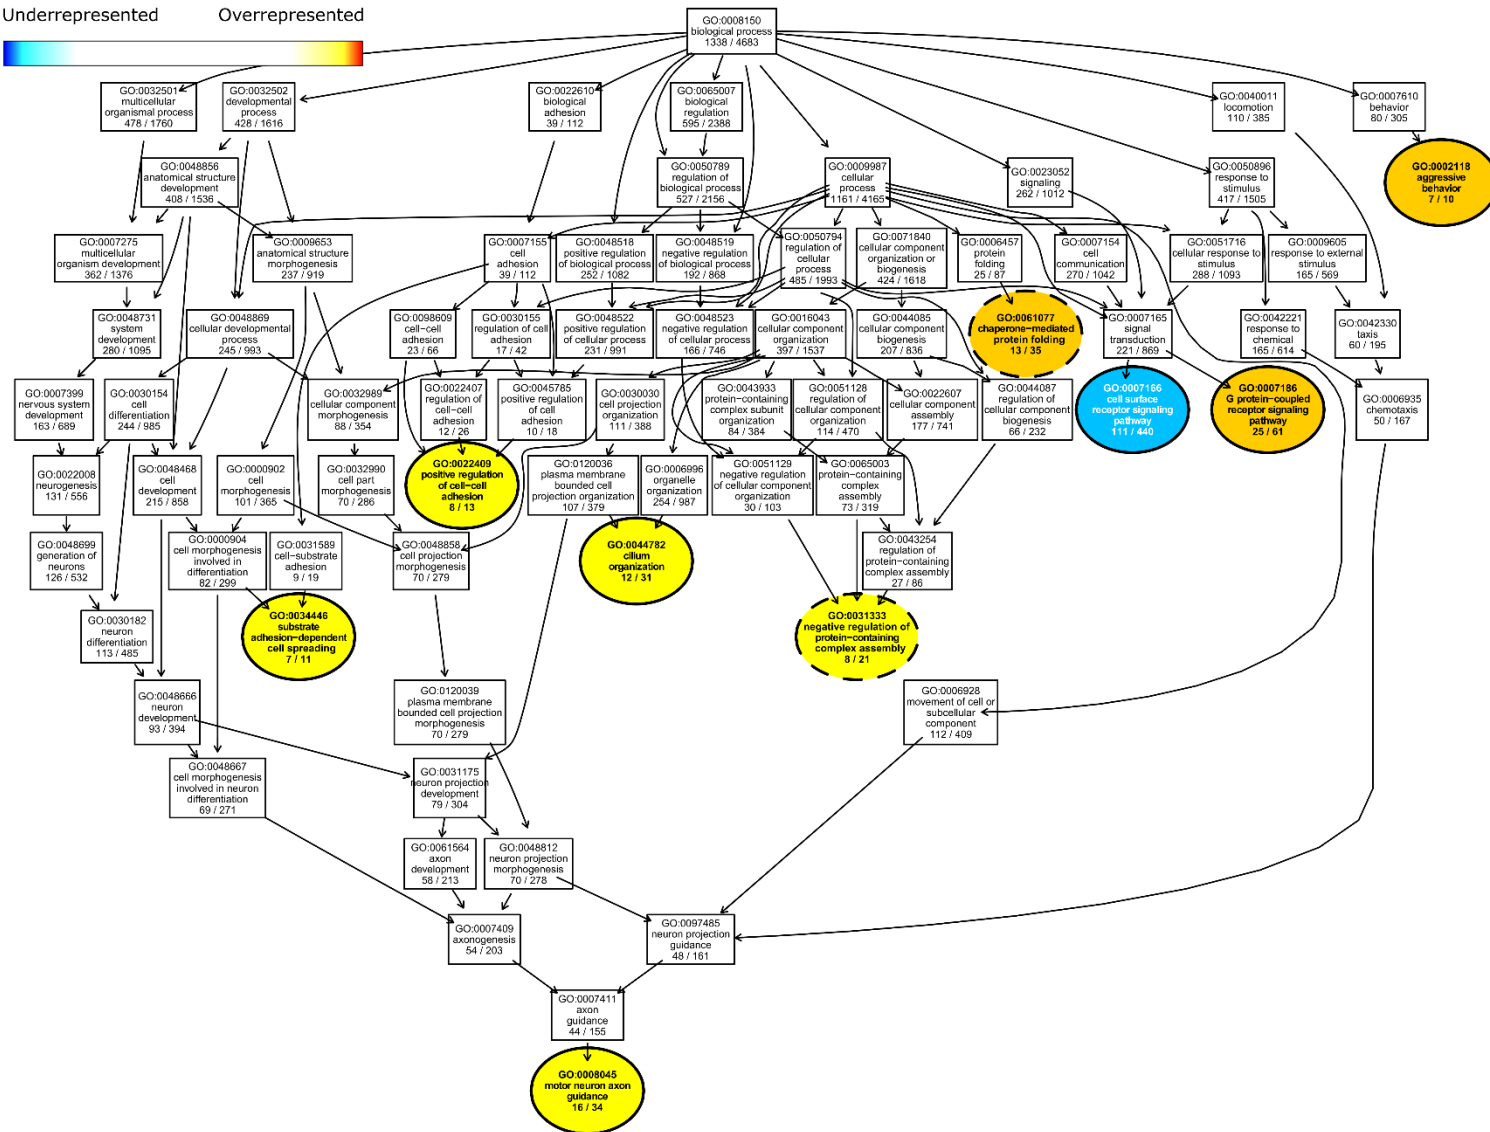 Underrepresented Overrepresented
GO:0008150
biological process
1338 / 4683
GO:0032501
multicellular
organismal process
478 / 1760
GO:0032502
developmental
process
428 / 1616
GO:0022610
biological
adhesion
39 / 112
GO:0065007
biological
regulation
595 / 2388
GO:0040011
locomotion
110 / 385
GO:0007610
behavior
80 / 305
GO:0048856
anatomical structure
development
408 / 1536
GO:0050789
regulation of
biological process
527 / 2156
GO:0009987
cellular
process
1161 / 4165
GO:0023052
signaling
262 / 1012
GO:0050896
response to
stimulus
417 / 1505
GO:0002118
aggressive
behavior
7 / 10
GO:0007275
multicellular
organism development
362 / 1376
GO:0009653
anatomical structure
morphogenesis
237 / 919
GO:0007155
cell
adhesion
39 / 112
GO:0048518
positive regulation
of biological process
252 / 1082
GO:0048519
negative regulation
of biological process
192 / 868
GO:0050794
regulation of
cellular
process
485 / 1993
GO:0071840
cellular component
organization or
biogenesis
424 / 1618
GO:0006457
protein
folding
25 / 87
GO:0007154
cell
communication
270 / 1042
GO:0051716
cellular response to
stimulus
288 / 1093
GO:0009605
response to external
stimulus
165 / 569
GO:0048731
system
development
280 / 1095
GO:0048869
cellular developmental
process
245 / 993
GO:0098609
cell−cell
adhesion
23 / 66
GO:0030155
regulation of cell
adhesion
17 / 42
GO:0048522
positive regulation
of cellular process
231 / 991
GO:0048523
negative regulation
of cellular process
166 / 746
GO:0016043
cellular component
organization
397 / 1537
GO:0044085
cellular component
biogenesis
207 / 836
GO:0061077
chaperone−mediated
protein folding
13 / 35
GO:0007165
signal
transduction
221 / 869
GO:0042221
response to
chemical
165 / 614
GO:0042330
taxis
60 / 195
GO:0007399
nervous system
development
163 / 689
GO:0030154
cell
differentiation
244 / 985
GO:0032989
cellular component
morphogenesis
88 / 354
GO:0022407
regulation of
cell−cell
adhesion
12 / 26
GO:0045785
positive regulation
of cell
adhesion
10 / 18
GO:0030030
cell projection
organization
111 / 388
GO:0043933
protein−containing
complex subunit
organization
84 / 384
GO:0051128
regulation of
cellular component
organization
114 / 470
GO:0022607
cellular component
assembly
177 / 741
GO:0044087
regulation of
cellular component
biogenesis
66 / 232
GO:0007166
cell surface
receptor signaling
pathway
111 / 440
GO:0007186
G protein−coupled
receptor signaling
pathway
25 / 61
GO:0006935
chemotaxis
50 / 167
GO:0022008
neurogenesis
131 / 556
GO:0048468
cell
development
215 / 858
GO:0000902
cell
morphogenesis
101 / 365
GO:0032990
cell part
morphogenesis
70 / 286
GO:0022409
positive regulation
of cell−cell
adhesion
8 / 13
GO:0120036
plasma membrane
bounded cell
projection organization
107 / 379
GO:0006996
organelle
organization
254 / 987
GO:0051129
negative regulation
of cellular component
organization
30 / 103
GO:0065003
protein−containing
complex
assembly
73 / 319
GO:0048699
generation of
neurons
126 / 532
GO:0000904
cell morphogenesis
involved in
differentiation
82 / 299
GO:0031589
cell−substrate
adhesion
9 / 19
GO:0048858
cell projection
morphogenesis
70 / 279
GO:0044782
cilium
organization
12 / 31
GO:0043254
regulation of
protein−containing
complex assembly
27 / 86
GO:0030182
neuron
differentiation
113 / 485
GO:0034446
substrate
adhesion−dependent
cell spreading
7 / 11
GO:0031333
negative regulation of
protein−containing
complex assembly
8 / 21
GO:0048666
neuron
development
93 / 394
GO:0120039
plasma membrane
bounded cell projection
morphogenesis
70 / 279
GO:0006928
movement of cell or
subcellular
component
112 / 409
GO:0048667
cell morphogenesis
involved in neuron
differentiation
69 / 271
GO:0031175
neuron projection
development
79 / 304
GO:0061564
axon
development
58 / 213
GO:0048812
neuron projection
morphogenesis
70 / 278
GO:0007409
axonogenesis
54 / 203
GO:0097485
neuron projection
guidance
48 / 161
GO:0007411
axon
guidance
44 / 155
GO:0008045
motor neuron axon
guidance
16 / 34